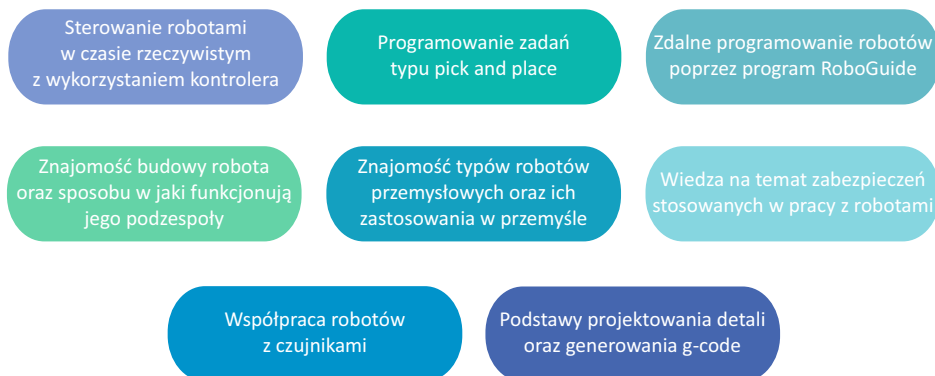 Sterowanie robotami
w czasie rzeczywistym
z wykorzystaniem kontrolera
Programowanie zadań
typu pick and place
Zdalne programowanie robotów
poprzez program RoboGuide
Znajomość budowy robota
oraz sposobu w jaki funkcjonują
jego podzespoły
Znajomość typów robotów
przemysłowych oraz ich
zastosowania w przemyśle
Wiedza na temat zabezpieczeń
stosowanych w pracy z robotami
Współpraca robotów
z czujnikami
Podstawy projektowania detali
oraz generowania g-code